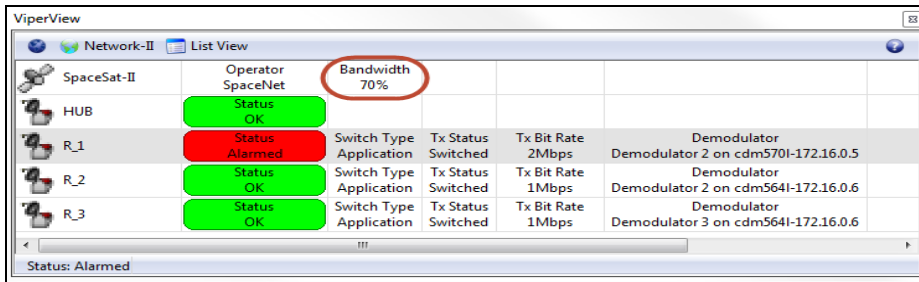 ViperView
Network-II List View
SpaceSat-II Operator SpaceNet Bandwidth 70%
HUB Status OK
R_1 Status Alarmed Switch Type Application Tx Status Switched Tx Bit Rate 2Mbps Demodulator Demodulator 2 on cdm570l-172.16.0.5
R_2 Status OK Switch Type Application Tx Status Switched Tx Bit Rate 1Mbps Demodulator Demodulator 2 on cdm564l-172.16.0.6
R_3 Status OK Switch Type Application Tx Status Switched Tx Bit Rate 1Mbps Demodulator Demodulator 3 on cdm564l-172.16.0.6
Status: Alarmed